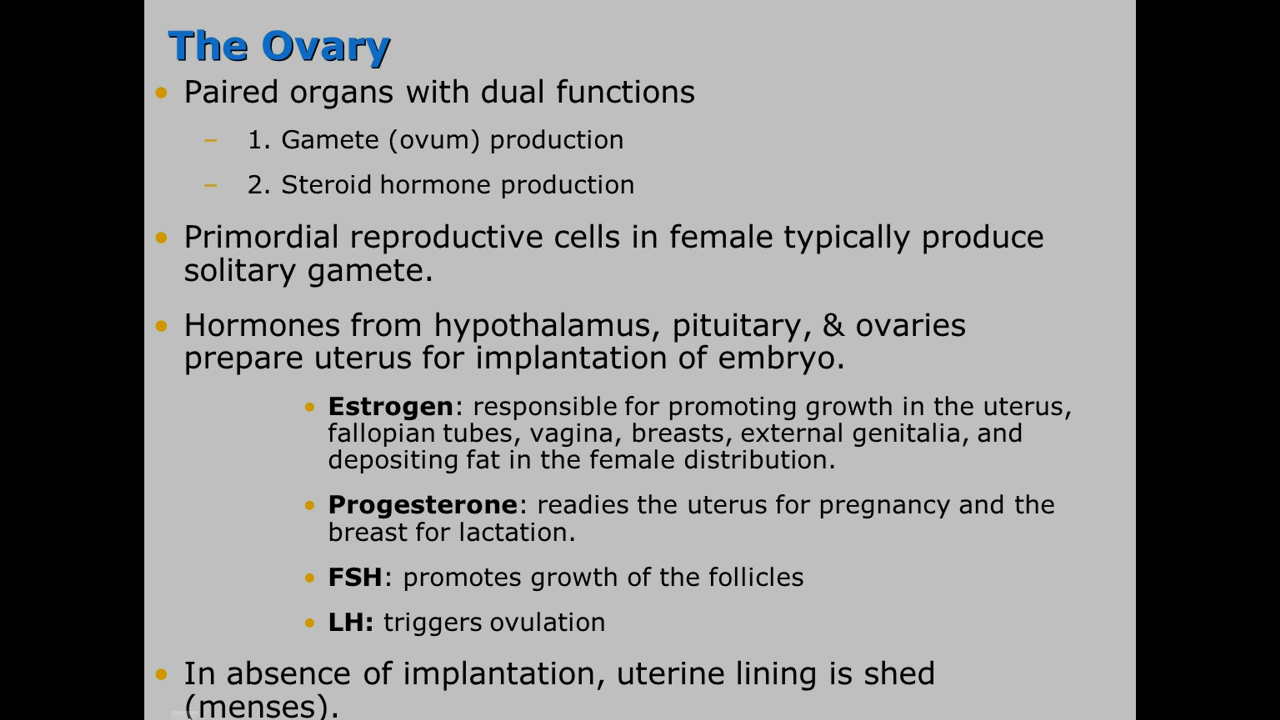 The Ovary
• Paired organs with dual functions
– 1. Gamete (ovum) production
– 2. Steroid hormone production
• Primordial reproductive cells in female typically produce
solitary gamete.
• Hormones from hypothalamus, pituitary, & ovaries
prepare uterus for implantation of embryo.
• Estrogen: responsible for promoting growth in the uterus,
fallopian tubes, vagina, breasts, external genitalia, and
depositing fat in the female distribution.
• Progesterone: readies the uterus for pregnancy and the
breast for lactation.
• FSH: promotes growth of the follicles
• LH: triggers ovulation
• In absence of implantation, uterine lining is shed
(menses).